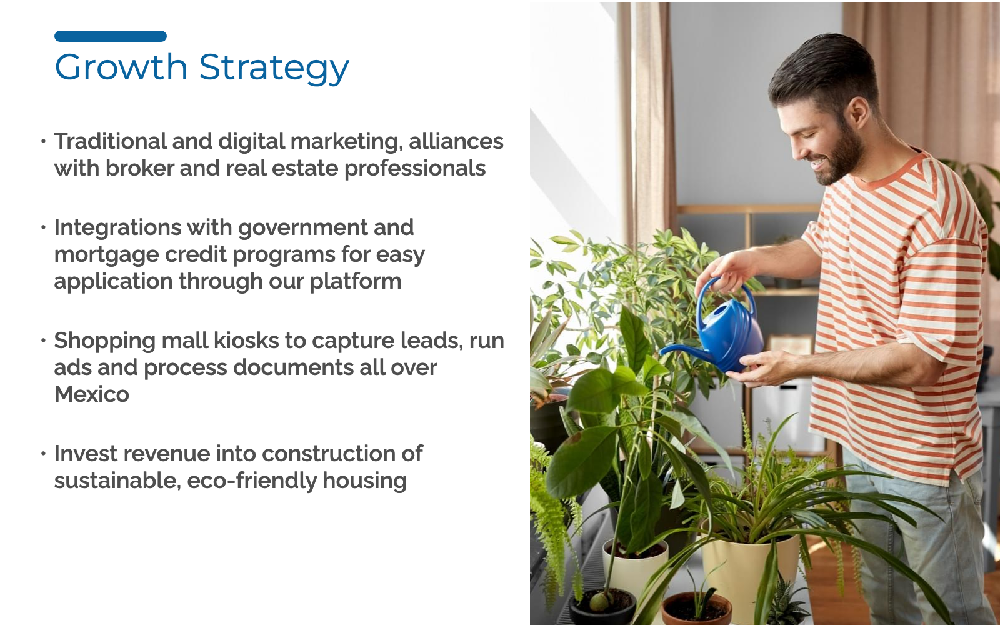 Growth Strategy
• Traditional and digital marketing, alliances
with broker and real estate professionals
• Integrations with government and
mortgage credit programs for easy
application through our platform
• Shopping mall kiosks to capture leads, run
ads and process documents all over
Mexico
• Invest revenue into construction of
sustainable, eco-friendly housing